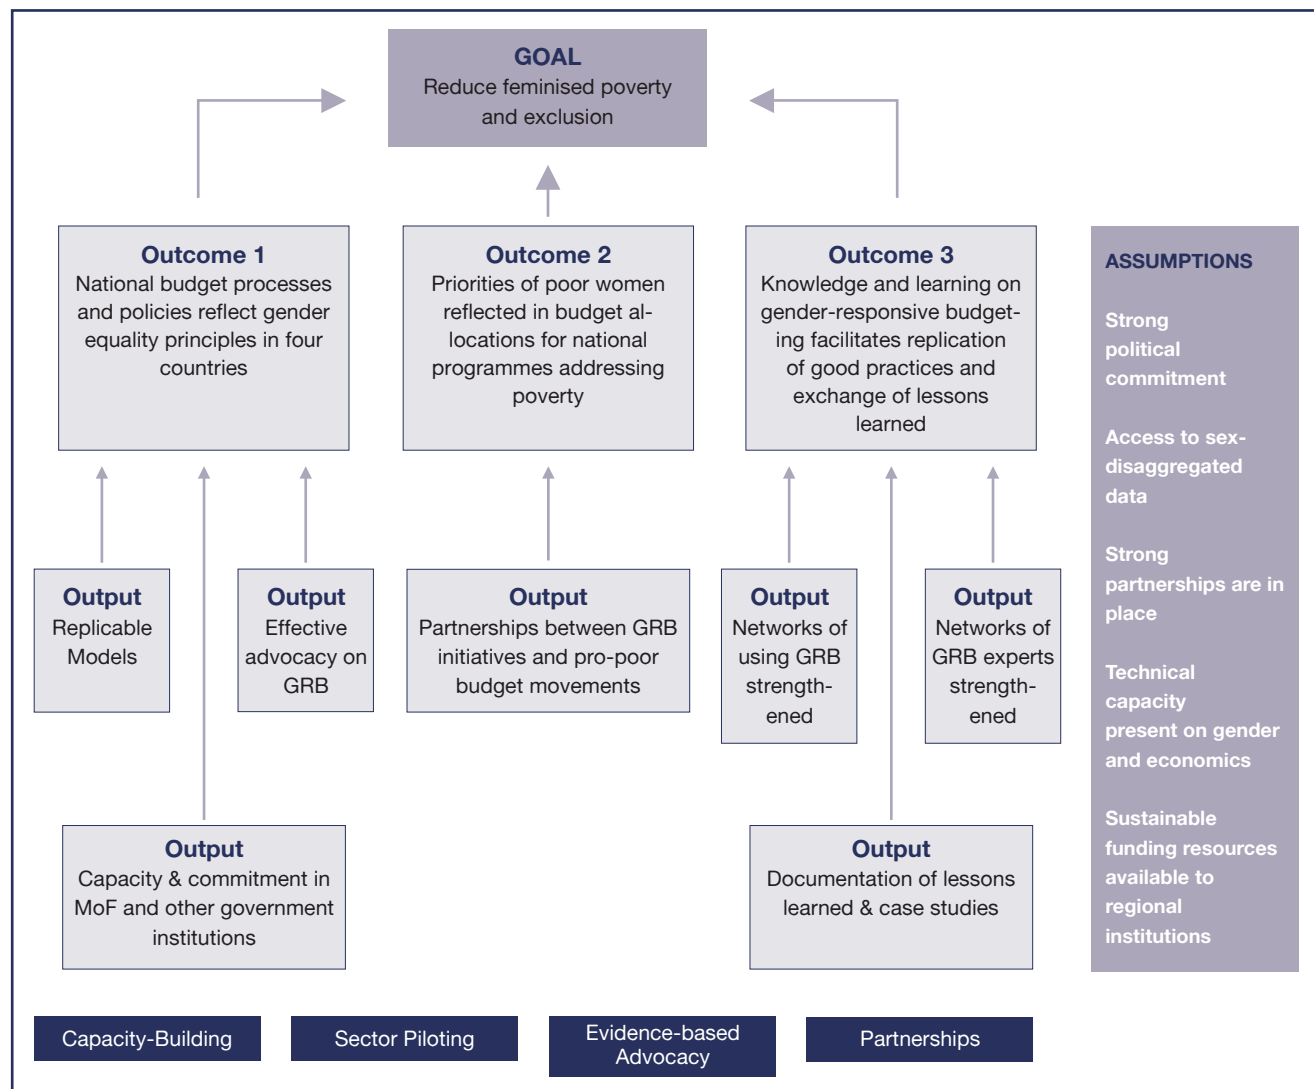 GOAL
Reduce feminised poverty
and exclusion
Outcome 1
National budget processes
and policies reflect gender
equality principles in four
countries
Outcome 2
Priorities of poor women
reflected in budget al-
locations for national
programmes addressing
poverty
Outcome 3
Knowledge and learning on
gender-responsive budget-
ing facilitates replication
of good practices and
exchange of lessons
learned
Output
Replicable
Models
Output
Effective
advocacy on
GRB
Output
Partnerships between GRB
initiatives and pro-poor
budget movements
Output
Networks of
using GRB
strength-
ened
Output
Networks of
GRB experts
strength-
ened
Output
Capacity & commitment in
MoF and other government
institutions
Output
Documentation of lessons
learned & case studies
ASSUMPTIONS
Strong
political
commitment
Access to sex-
disaggregated
data
Strong
partnerships are in
place
Technical
capacity
present on gender
and economics
Sustainable
funding resources
available to
regional
institutions
Capacity-Building
Sector Piloting
Evidence-based
Advocacy
Partnerships